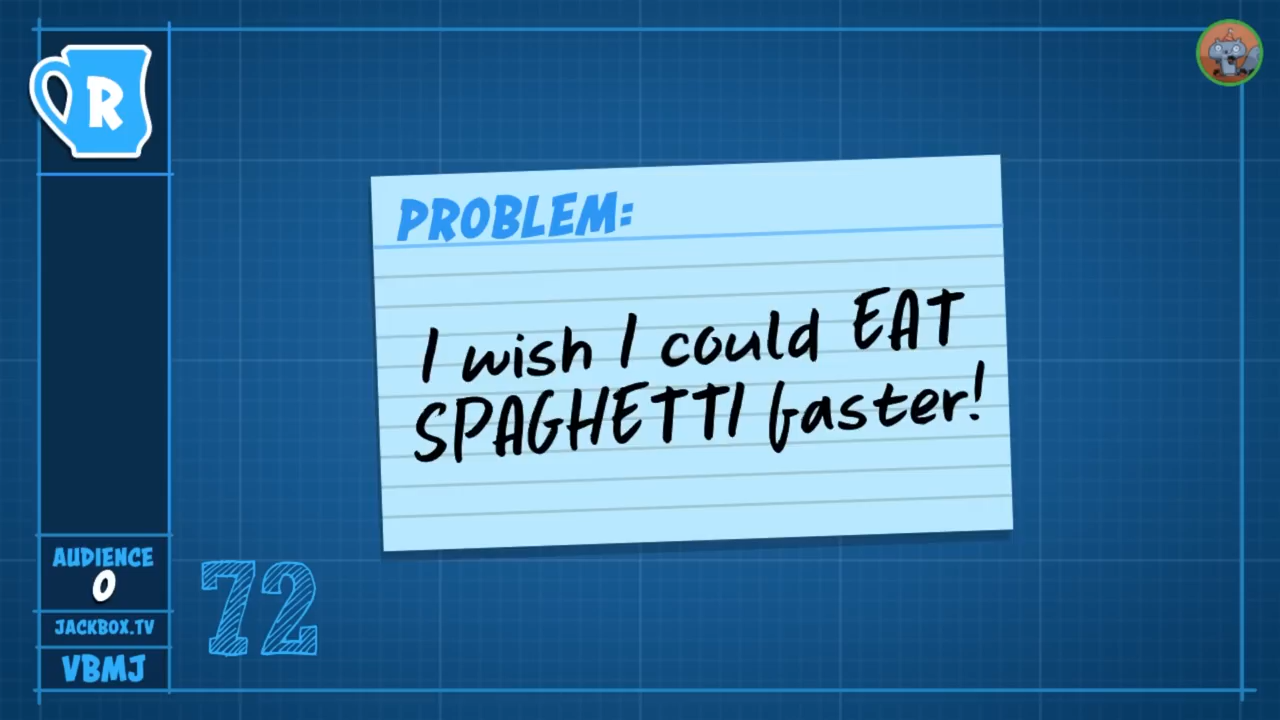 R
PROBLEM:
I wish I could EAT
SPAGHETTI faster!
AUDIENCE
0
JACKBOX.TV
VBMJ
72